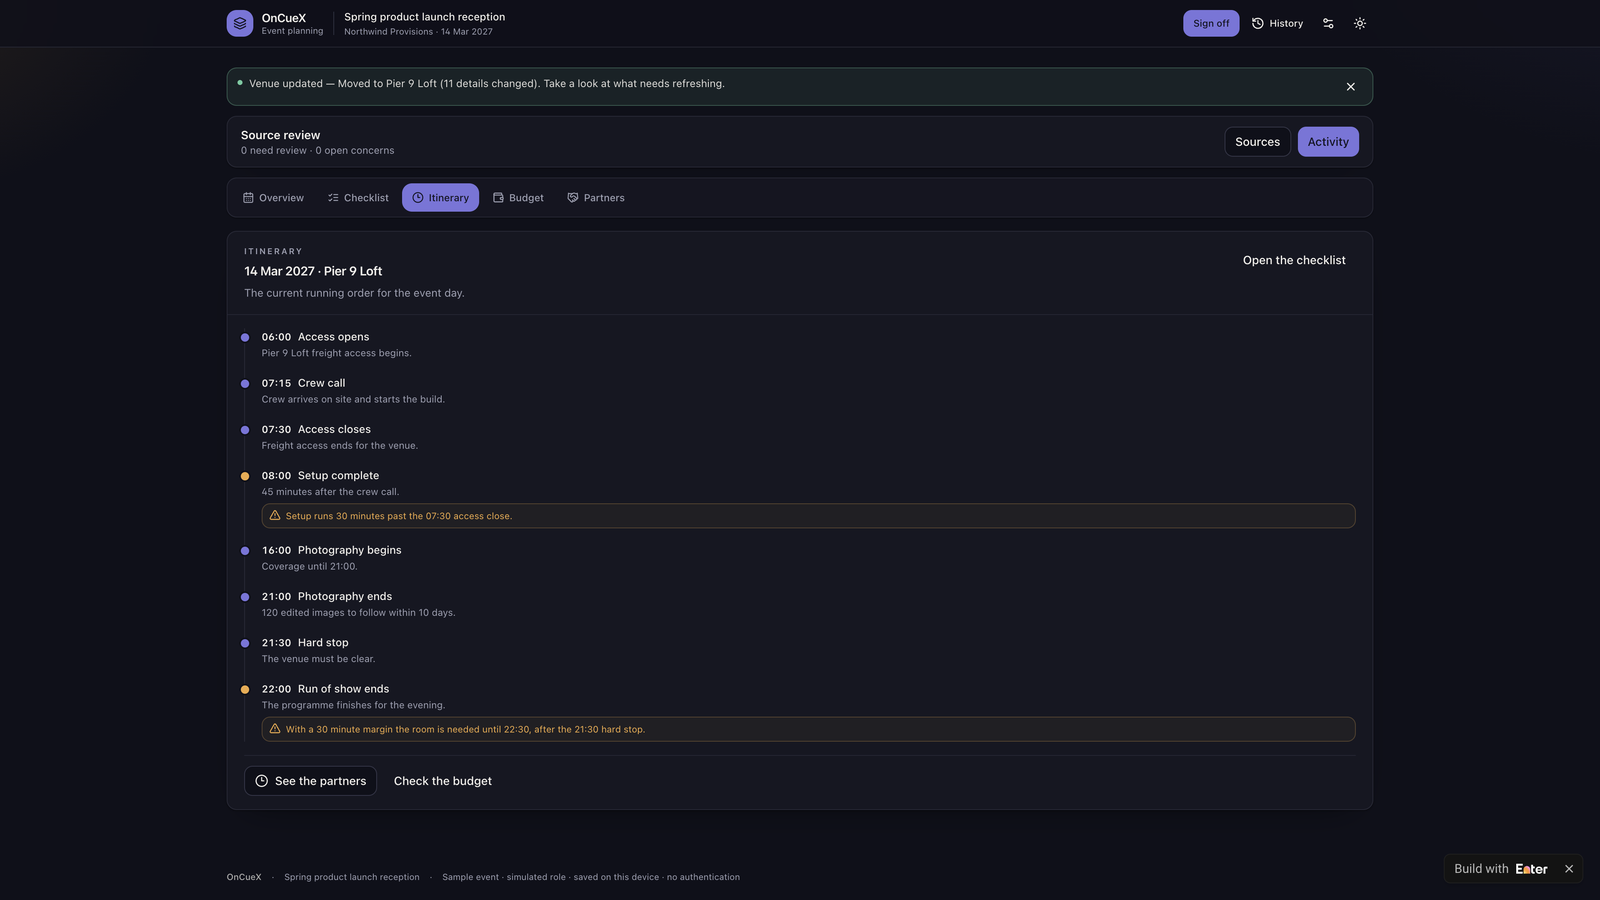 OnCueX
Event planning
Spring product launch reception
Northwind Provisions · 14 Mar 2027
Sign off
History
Venue updated — Moved to Pier 9 Loft (11 details changed). Take a look at what needs refreshing.
Source review
0 need review · 0 open concerns
Sources
Activity
Overview
Checklist
Itinerary
Budget
Partners
ITINERARY
14 Mar 2027 · Pier 9 Loft
The current running order for the event day.
Open the checklist
06:00 Access opens
Pier 9 Loft freight access begins.
07:15 Crew call
Crew arrives on site and starts the build.
07:30 Access closes
Freight access ends for the venue.
08:00 Setup complete
45 minutes after the crew call.
Setup runs 30 minutes past the 07:30 access close.
16:00 Photography begins
Coverage until 21:00.
21:00 Photography ends
120 edited images to follow within 10 days.
21:30 Hard stop
The venue must be clear.
22:00 Run of show ends
The programme finishes for the evening.
With a 30 minute margin the room is needed until 22:30, after the 21:30 hard stop.
See the partners
Check the budget
OnCueX · Spring product launch reception · Sample event · simulated role · saved on this device · no authentication
Build with Enter